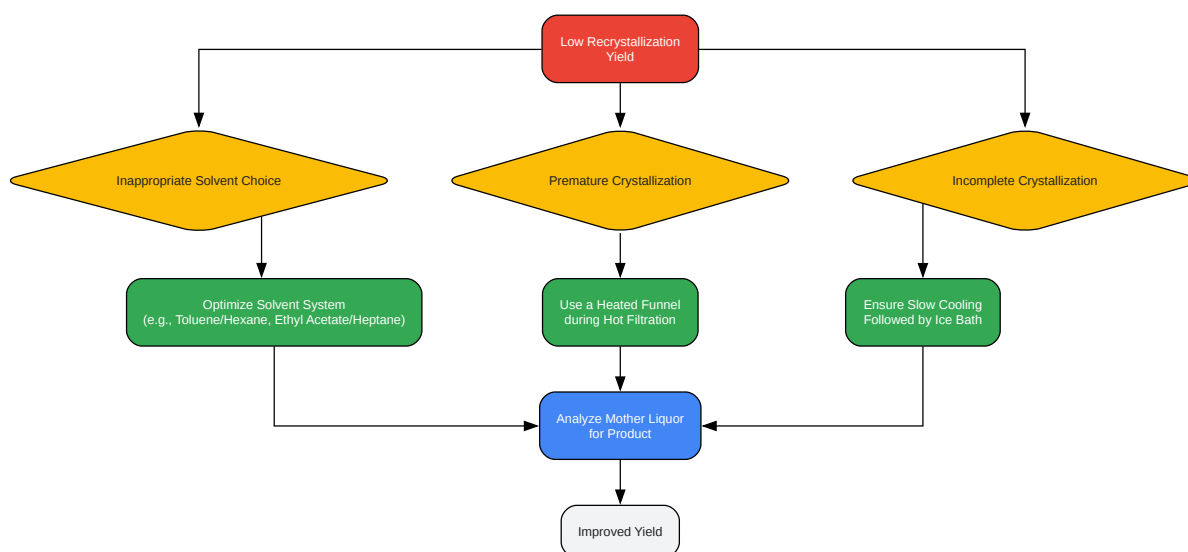 Low Recrystallization
Yield
Inappropriate Solvent Choice
Premature Crystallization
Incomplete Crystallization
Optimize Solvent System
(e.g., Toluene/Hexane, Ethyl Acetate/Heptane)
Use a Heated Funnel
during Hot Filtration
Ensure Slow Cooling
Followed by Ice Bath
Analyze Mother Liquor
for Product
Improved Yield